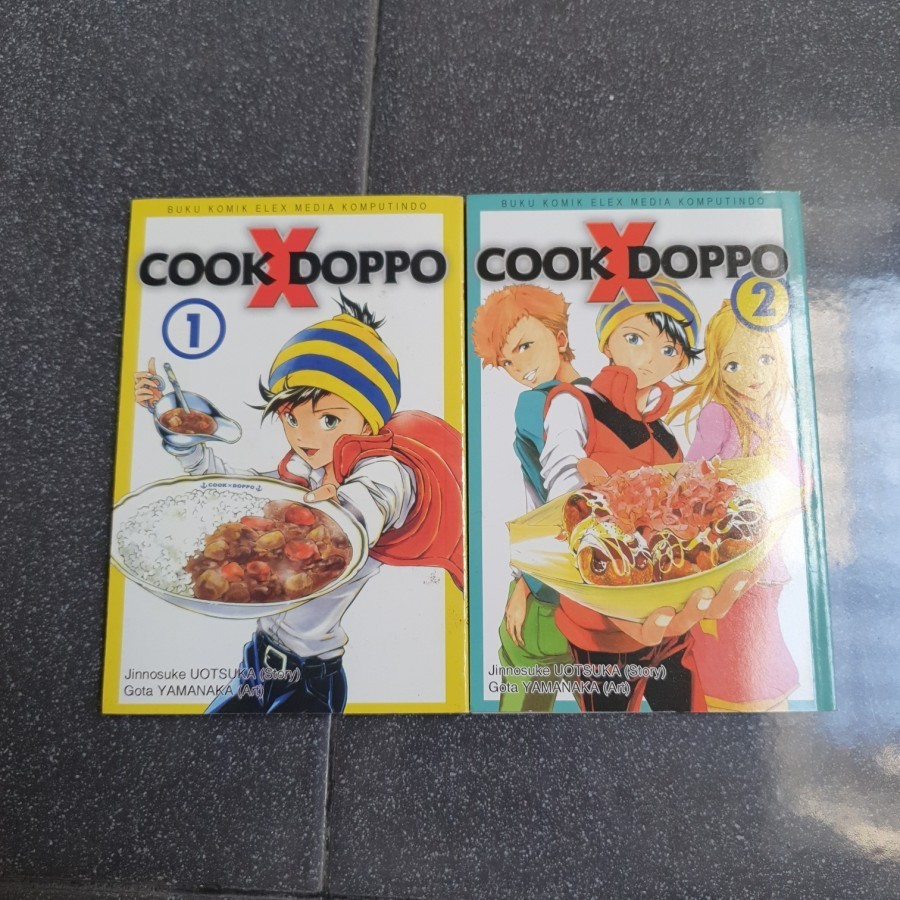 BUKU KOMIK ELEX MEDIA KOMPUTINDO
COOK X DOPPO
1
⚓COOK×DOPPO⚓
Jinnosuke UOTSUKA (Story)
Gota YAMANAKA (Art)
BUKU KOMIK ELEX MEDIA KOMPUTINDO
COOK X DOPPO
2
Jinnosuke UOTSUKA (Story)
Gota YAMANAKA (Art)